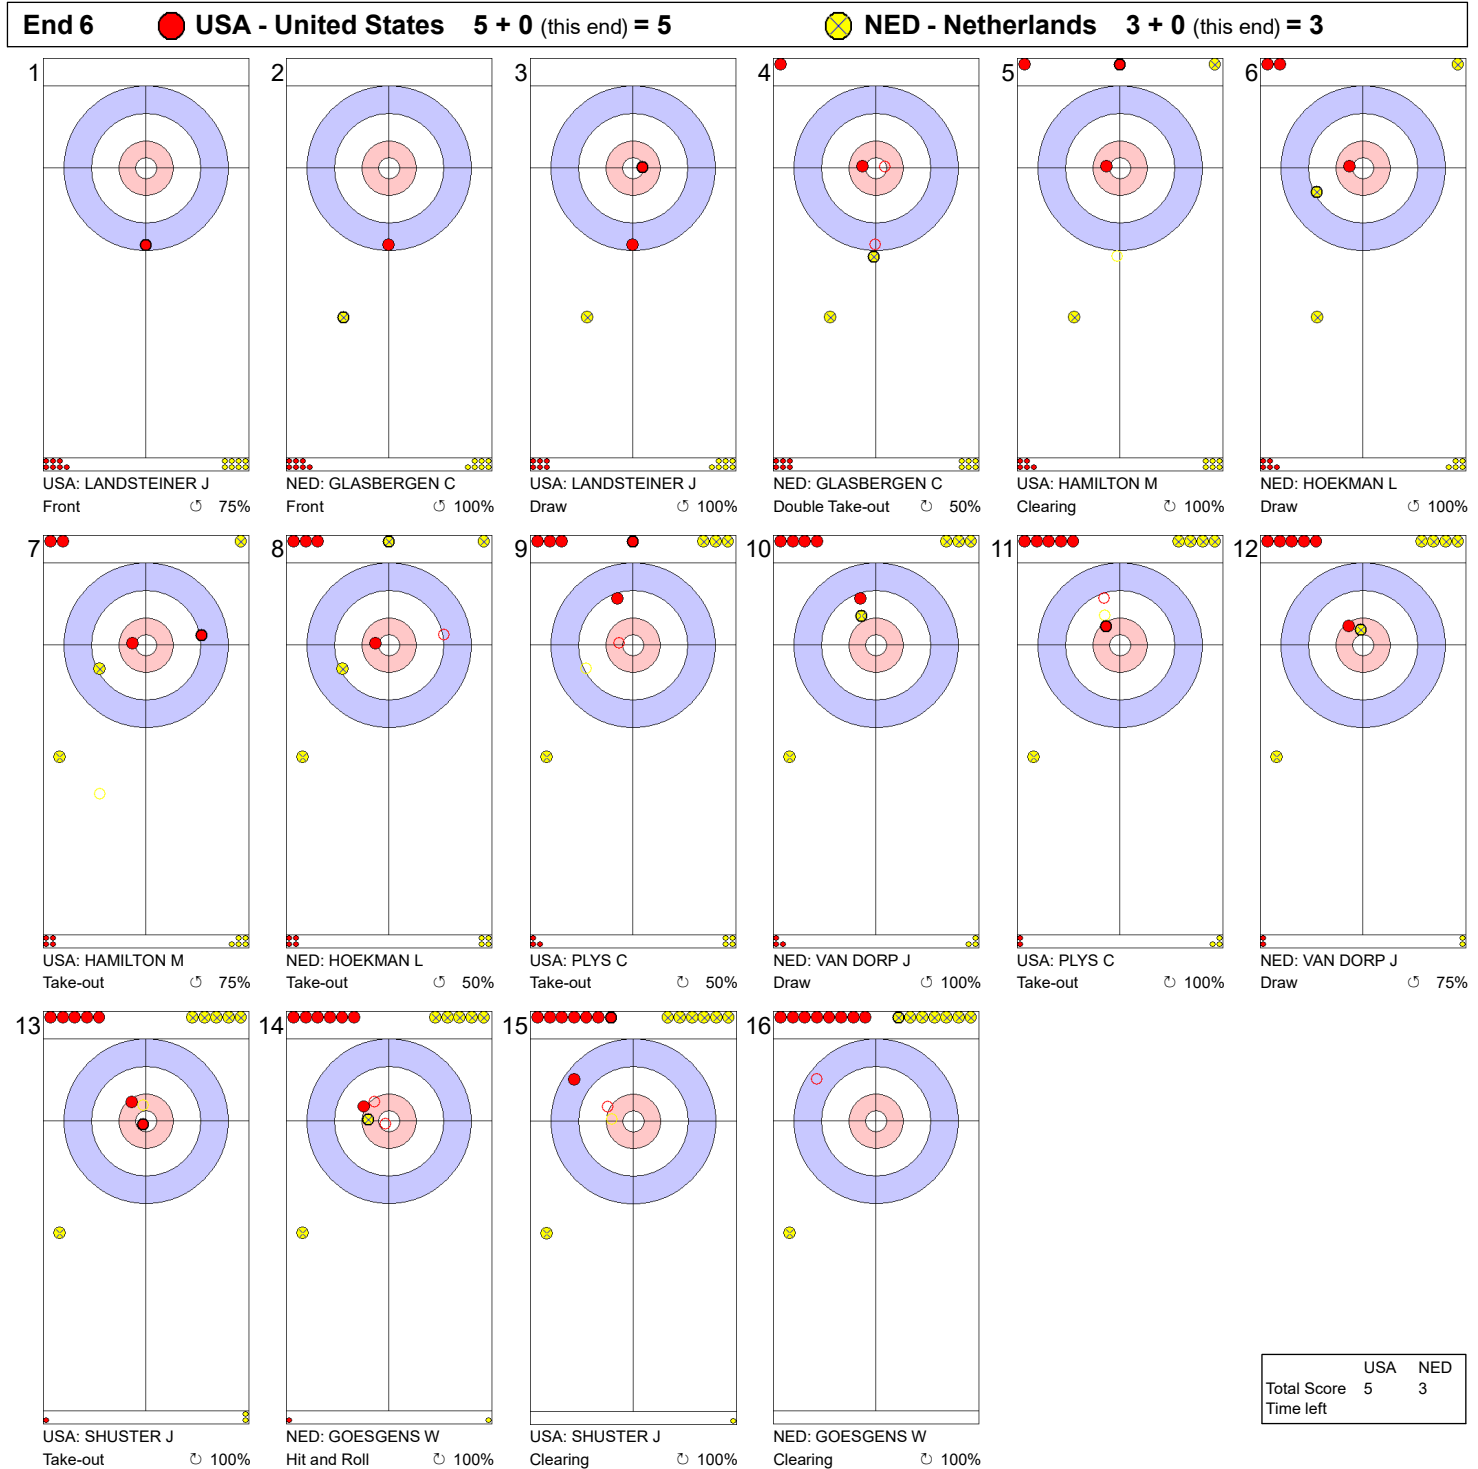 End 6 USA - United States 5 + 0 (this end) = 5 NED - Netherlands 3 + 0 (this end) = 3
1 2 3 4 5 6
USA: LANDSTEINER J NED: GLASBERGEN C USA: LANDSTEINER J NED: GLASBERGEN C USA: HAMILTON M NED: HOEKMAN L
Front ↺ 75% Front ↺ 100% Draw ↺ 100% Double Take-out ↻ 50% Clearing ↻ 100% Draw ↺ 100%
7 8 9 10 11 12
USA: HAMILTON M NED: HOEKMAN L USA: PLYS C NED: VAN DORP J USA: PLYS C NED: VAN DORP J
Take-out ↺ 75% Take-out ↺ 50% Take-out ↻ 50% Draw ↺ 100% Take-out ↺ 100% Draw ↺ 75%
13 14 15 16
USA: SHUSTER J NED: GOESGENS W USA: SHUSTER J NED: GOESGENS W
Take-out ↻ 100% Hit and Roll ↻ 100% Clearing ↻ 100% Clearing ↻ 100%
USA NED
Total Score 5 3
Time left